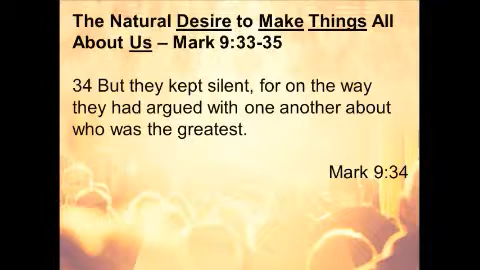 The Natural Desire to Make Things All
About Us – Mark 9:33-35
34 But they kept silent, for on the way
they had argued with one another about
who was the greatest.
Mark 9:34